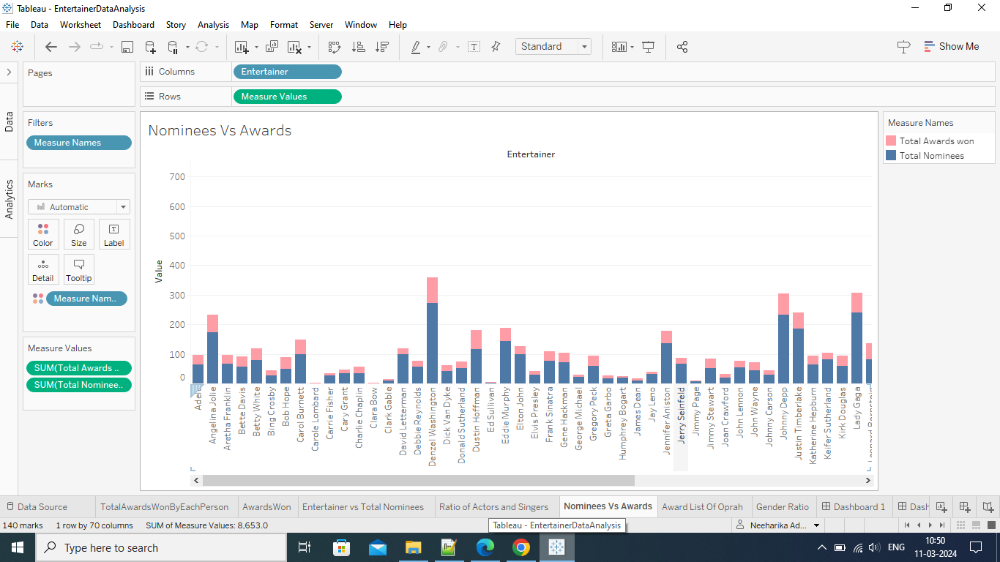 Tableau - EntertainerDataAnalysis
File Data Worksheet Dashboard Story Analysis Map Format Server Window Help
Standard
Show Me
Pages
Columns Entertainer
Rows Measure Values
Data
Analytics
Filters
Measure Names
Marks
Automatic
Color Size Label
Detail Tooltip
Measure Nam..
Measure Values
SUM(Total Awards ..
SUM(Total Nominee..
Nominees Vs Awards
Entertainer
Value
700
600
500
400
300
200
100
0
Adele
Angelina Jolie
Aretha Franklin
Bette Davis
Betty White
Bing Crosby
Bob Hope
Carol Burnett
Carole Lombard
Carrie Fisher
Cary Grant
Charlie Chaplin
Clara Bow
Clark Gable
David Letterman
Debbie Reynolds
Denzel Washington
Dick Van Dyke
Donald Sutherland
Dustin Hoffman
Ed Sullivan
Eddie Murphy
Elton John
Elvis Presley
Frank Sinatra
Gene Hackman
George Michael
Gregory Peck
Greta Garbo
Humphrey Bogart
James Dean
Jay Leno
Jennifer Aniston
Jerry Seinfeld
Jimmy Page
Jimmy Stewart
Joan Crawford
John Lennon
John Wayne
Johnny Carson
Johnny Depp
Justin Timberlake
Katherine Hepburn
Keifer Sutherland
Kirk Douglas
Lady Gaga
Measure Names
Total Awards won
Total Nominees
Data Source TotalAwardsWonByEachPerson AwardsWon Entertainer vs Total Nominees Ratio of Actors and Singers Nominees Vs Awards Award List Of Oprah Gender Ratio Dashboard 1 Dash
140 marks 1 row by 70 columns SUM of Measure Values: 8,653.0 Neeharika Ad...
Tableau - EntertainerDataAnalysis
Type here to search
ENG
10:50
11-03-2024